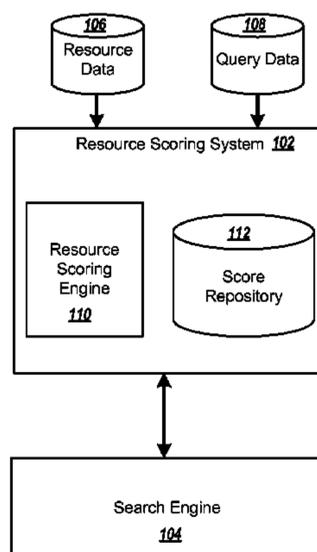 106
Resource
Data
108
Query Data
Resource Scoring System 102
Resource
Scoring
Engine
110
112
Score
Repository
Search Engine
104